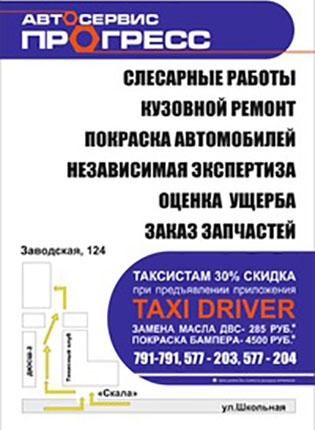 АВТОСЕРВИС
ПРОГРЕСС
СЛЕСАРНЫЕ РАБОТЫ
КУЗОВНОЙ РЕМОНТ
ПОКРАСКА АВТОМОБИЛЕЙ
НЕЗАВИСИМАЯ ЭКСПЕРТИЗА
ОЦЕНКА УЩЕРБА
ЗАКАЗ ЗАПЧАСТЕЙ
Заводская, 124
ТАКСИСТАМ 30% СКИДКА
при предъявлении приложения
TAXI DRIVER
ЗАМЕНА МАСЛА ДВС- 285 РУБ.*
ПОКРАСКА БАМПЕРА- 4500 РУБ.*
791-791, 577 - 203, 577 - 204
Теннисный клуб
«Скала»
ул.Школьная